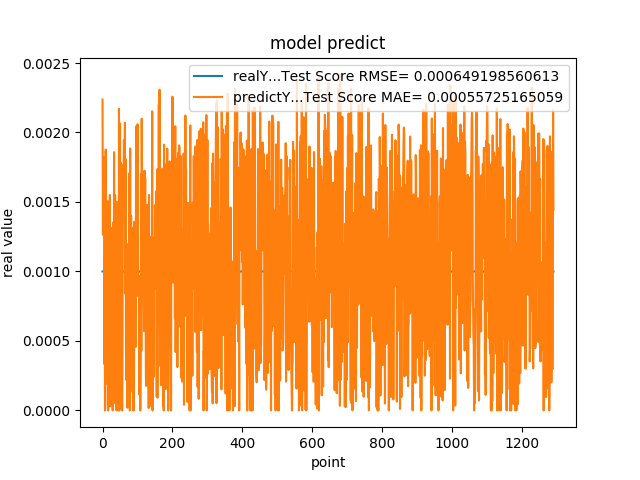 model predict
realY...Test Score RMSE= 0.000649198560613
predictY...Test Score MAE= 0.00055725165059
0.0025
0.0020
0.0015
0.0010
0.0005
0.0000
real value
0 200 400 600 800 1000 1200
point